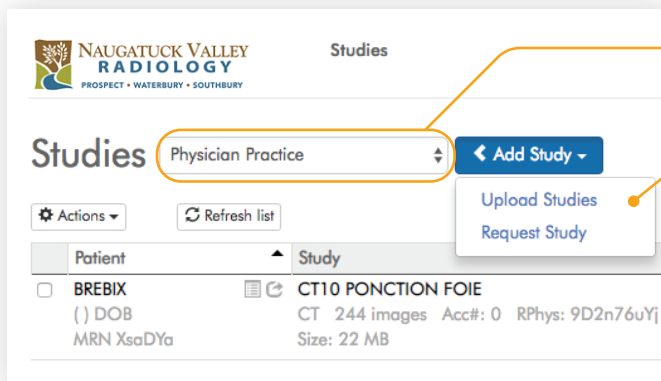 NAUGATUCK VALLEY
RADIOLOGY
PROSPECT • WATERBURY • SOUTHBURY
Studies
Studies
Physician Practice
Add Study
Upload Studies
Request Study
Actions
Refresh list
Patient
Study
BREBIX
CT10 PONCTION FOIE
( ) DOB
CT 244 images Acc#: 0 RPhys: 9D2n76uYj
MRN XsaDYa
Size: 22 MB